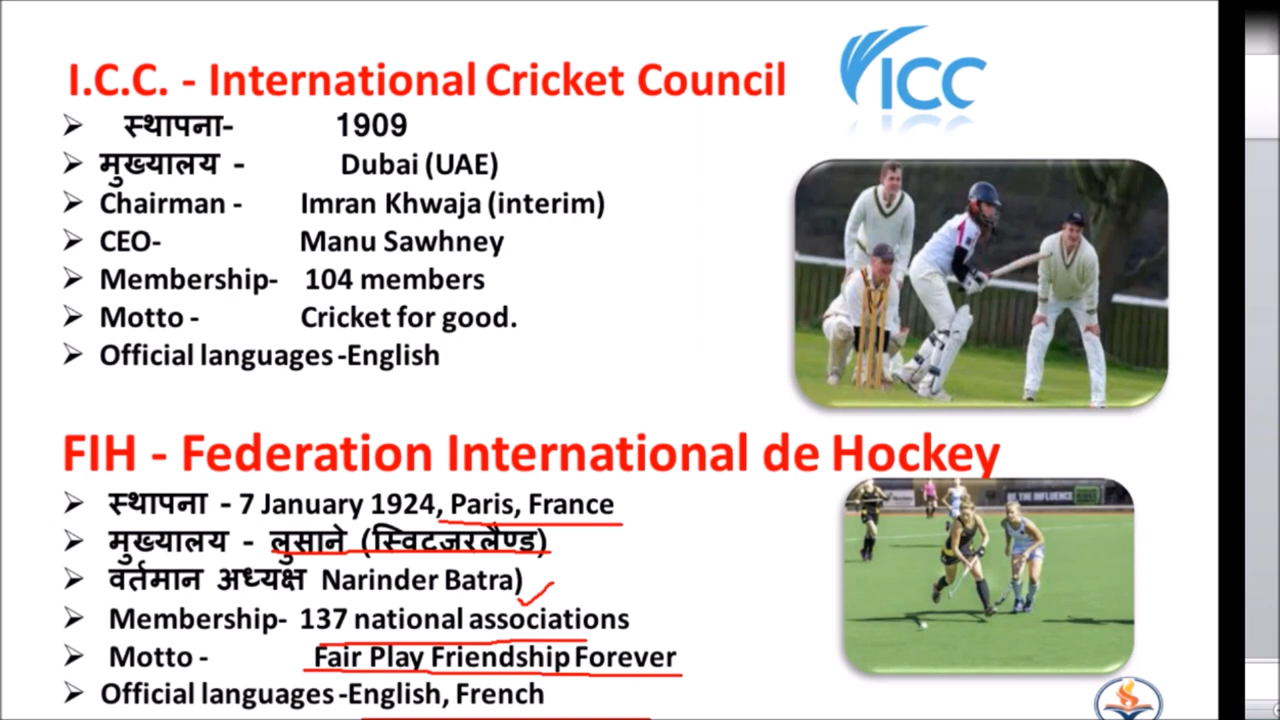 I.C.C. - International Cricket Council
ICC
➢ स्थापना- 1909
➢ मुख्यालय - Dubai (UAE)
➢ Chairman - Imran Khwaja (interim)
➢ CEO- Manu Sawhney
➢ Membership- 104 members
➢ Motto - Cricket for good.
➢ Official languages -English
FIH - Federation International de Hockey
➢ स्थापना - 7 January 1924, Paris, France
➢ मुख्यालय - लुसाने (स्विटजरलैण्ड)
➢ वर्तमान अध्यक्ष Narinder Batra)
➢ Membership- 137 national associations
➢ Motto - Fair Play Friendship Forever
➢ Official languages -English, French
BE THE INFLUENCE